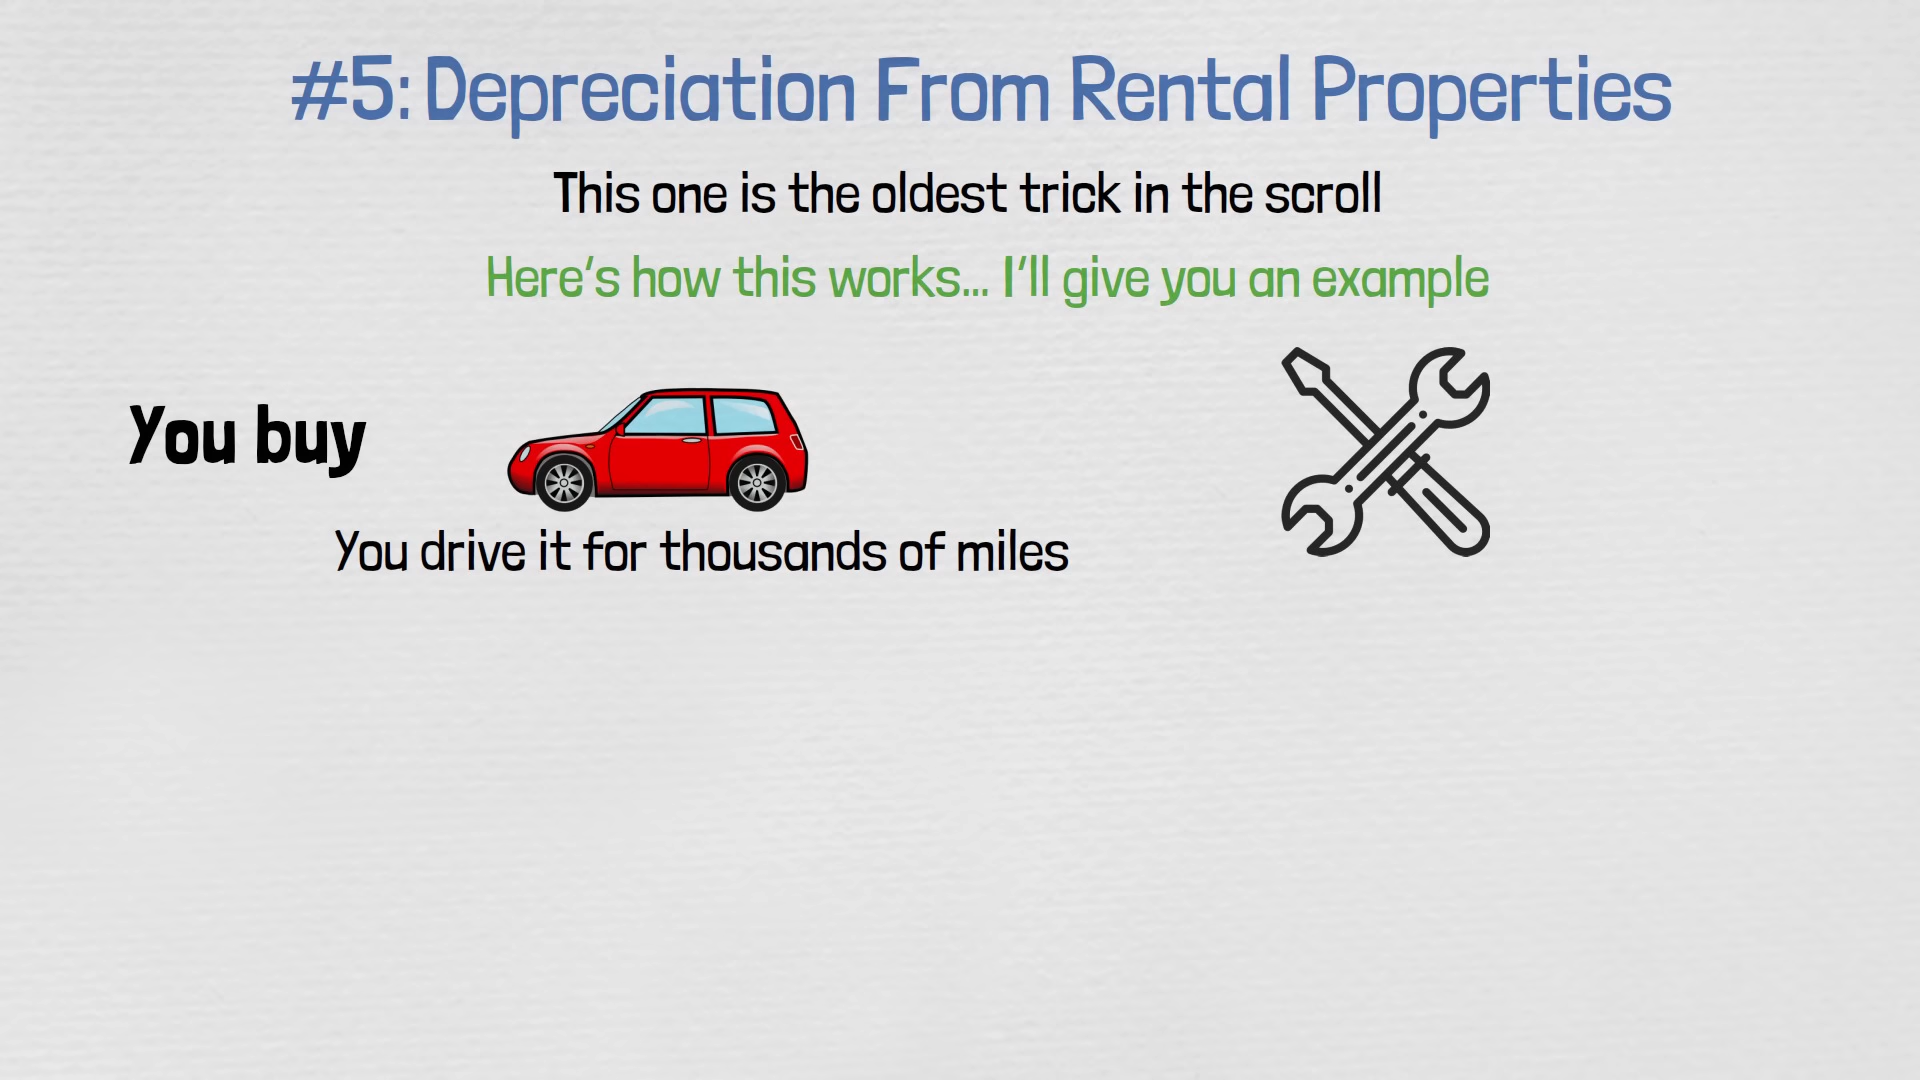 #5: Depreciation From Rental Properties
This one is the oldest trick in the scroll
Here's how this works... I'll give you an example
You buy
You drive it for thousands of miles